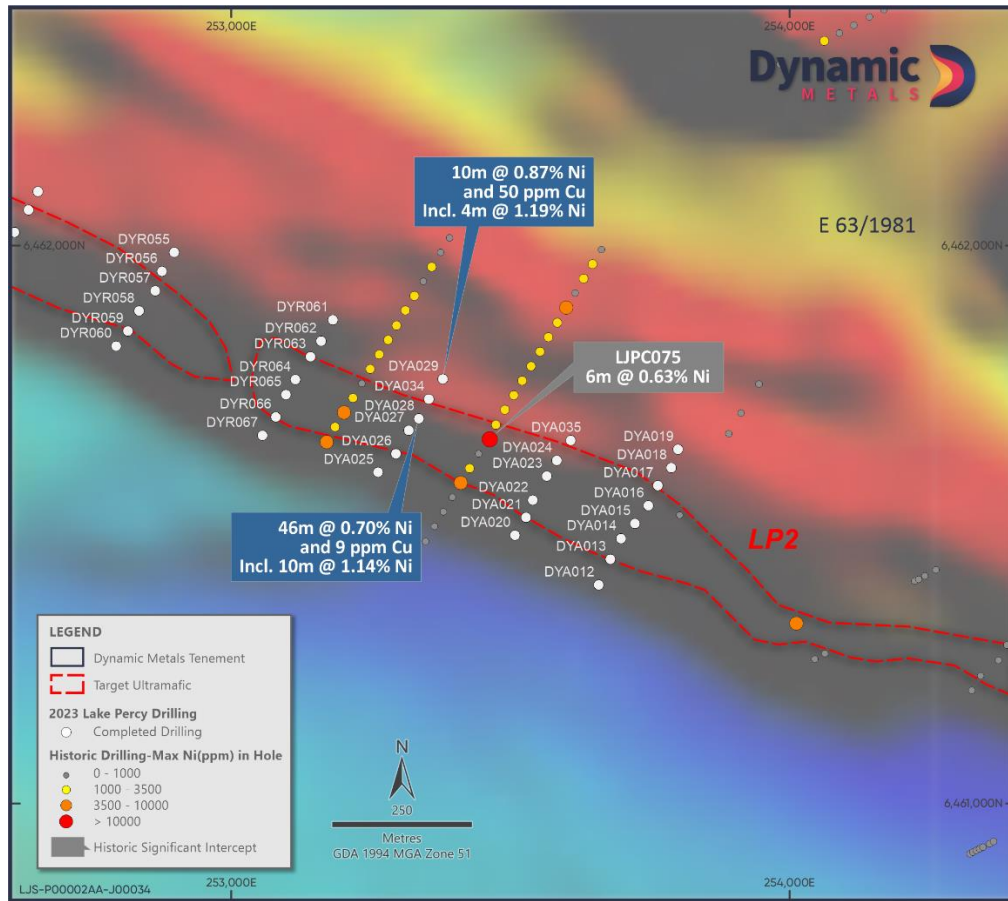 253,000E
254,000E
Dynamic
METALS
10m @ 0.87% Ni
and 50 ppm Cu
Incl. 4m @ 1.19% Ni
E 63/1981
6,462,000N
6,462,000N
DYR055
DYR056
DYR057
DYR058
DYR059
DYR060
DYR061
DYR062
DYR063
DYR064
DYR065
DYR066
DYR067
DYA029
DYA034
DYA028
DYA027
DYA026
DYA025
LJPC075
6m @ 0.63% Ni
DYA035
DYA024
DYA023
DYA022
DYA021
DYA020
DYA019
DYA018
DYA017
DYA016
DYA015
DYA014
DYA013
DYA012
LP2
46m @ 0.70% Ni
and 9 ppm Cu
Incl. 10m @ 1.14% Ni
LEGEND
Dynamic Metals Tenement
Target Ultramafic
2023 Lake Percy Drilling
Completed Drilling
Historic Drilling-Max Ni(ppm) in Hole
0 - 1000
1000 - 3500
3500 - 10000
> 10000
Historic Significant Intercept
N
250
Metres
GDA 1994 MGA Zone 51
6,461,000N
LJS-P00002AA-J00034
253,000E
254,000E